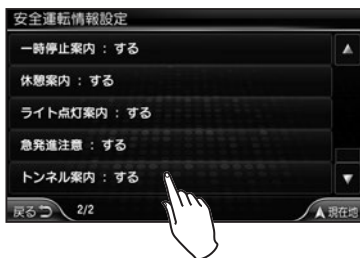 安全運転情報設定
一時停止案内 : する
休憩案内 : する
ライト点灯案内 : する
急発進注意 : する
トンネル案内 : する
戻る 2/2 現在地